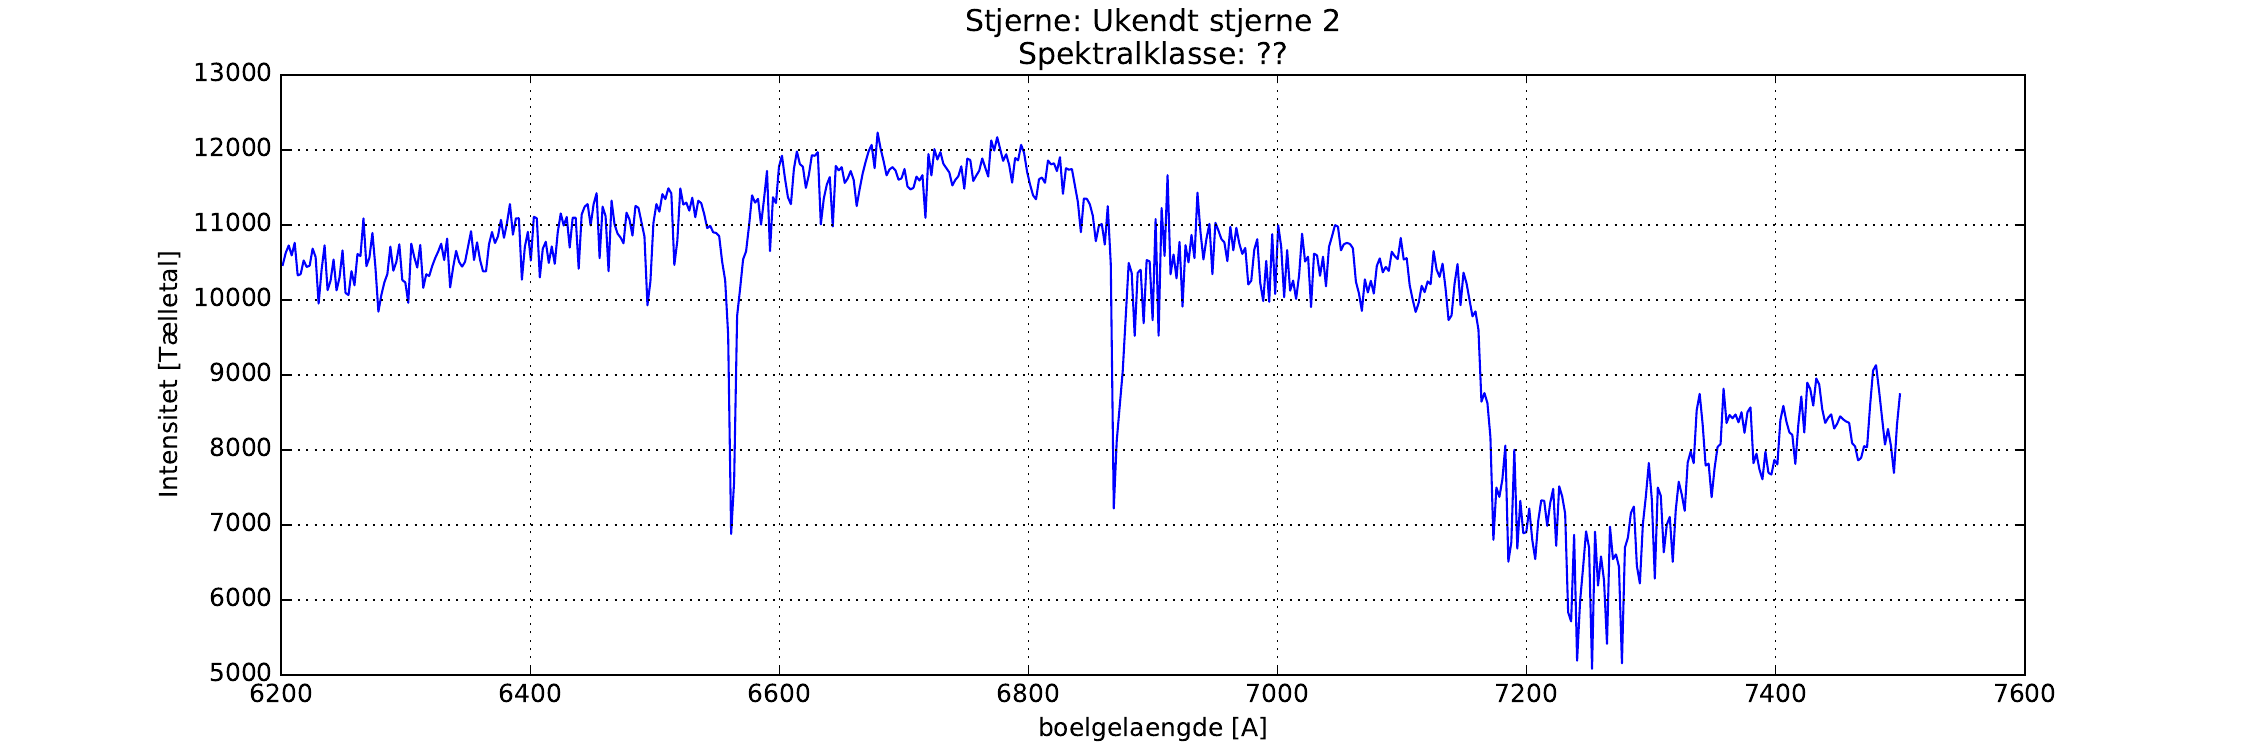 Stjerne: Ukendt stjerne 2
Spektralklasse: ??
13000
12000
11000
10000
9000
8000
7000
6000
5000
Intensitet [Tælletal]
6200 6400 6600 6800 7000 7200 7400 7600
boelgelaengde [A]